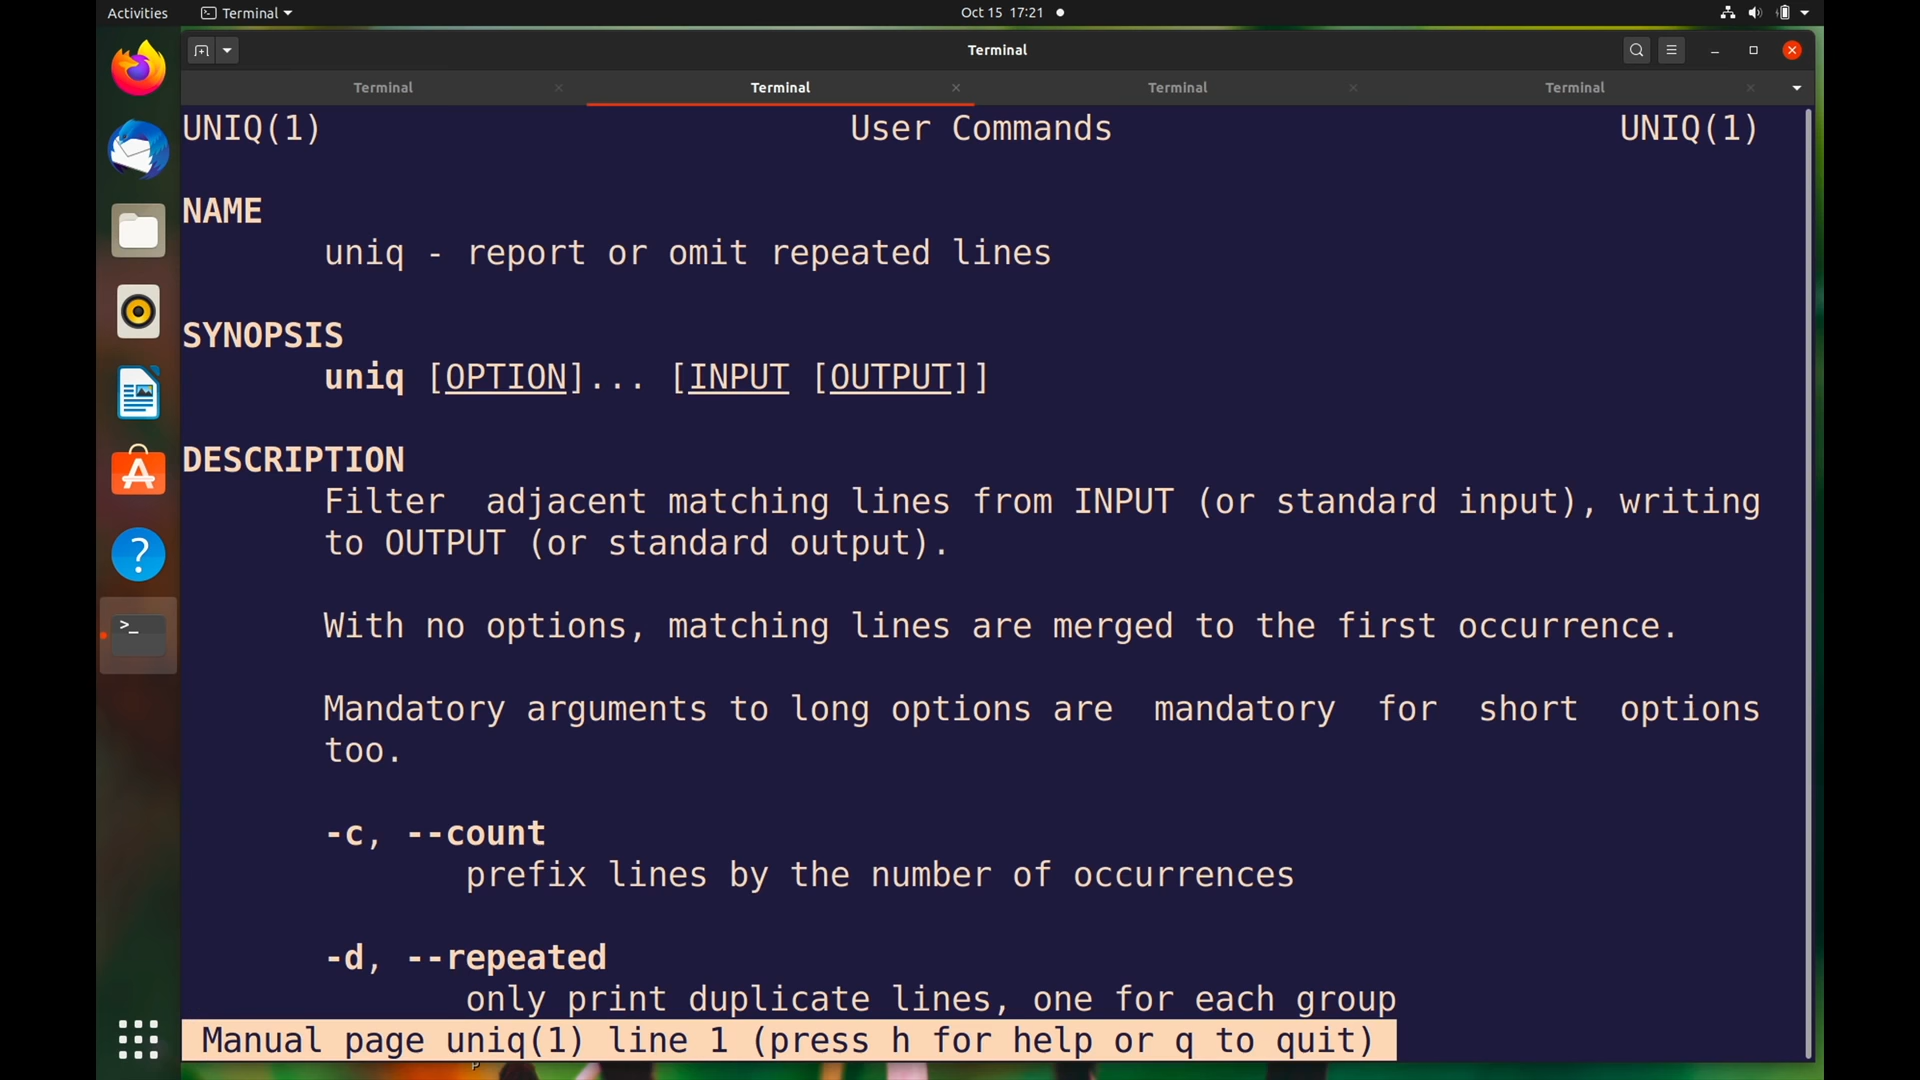 Activities Terminal Oct 15 17:21
Terminal
Terminal Terminal Terminal Terminal
UNIQ(1) User Commands UNIQ(1)
NAME
uniq - report or omit repeated lines
SYNOPSIS
uniq [OPTION]... [INPUT [OUTPUT]]
DESCRIPTION
Filter adjacent matching lines from INPUT (or standard input), writing
to OUTPUT (or standard output).
With no options, matching lines are merged to the first occurrence.
Mandatory arguments to long options are mandatory for short options
too.
-c, --count
prefix lines by the number of occurrences
-d, --repeated
only print duplicate lines, one for each group
Manual page uniq(1) line 1 (press h for help or q to quit)